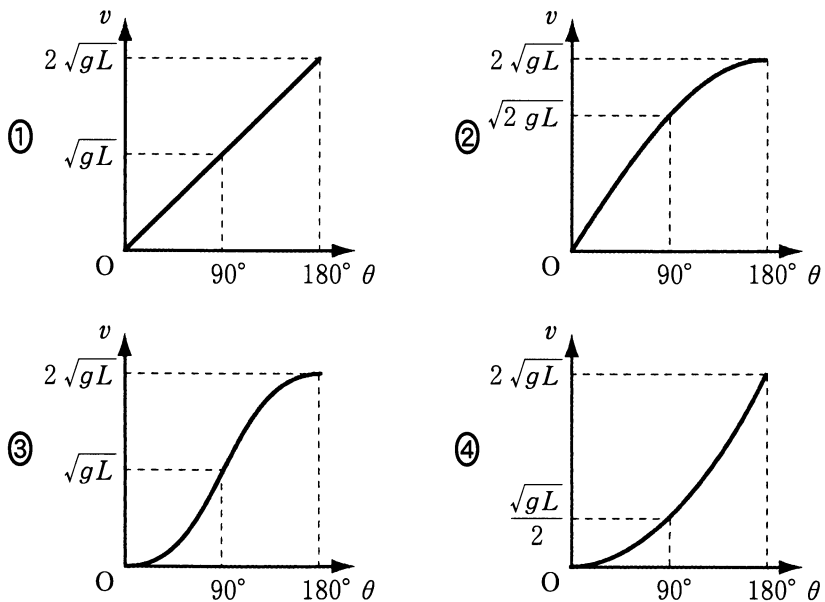 ①
v
2√gL
√gL
O
90°
180°
θ
②
v
2√gL
√2gL
O
90°
180°
θ
③
v
2√gL
√gL
O
90°
180°
θ
④
v
2√gL
√gL/2
O
90°
180°
θ